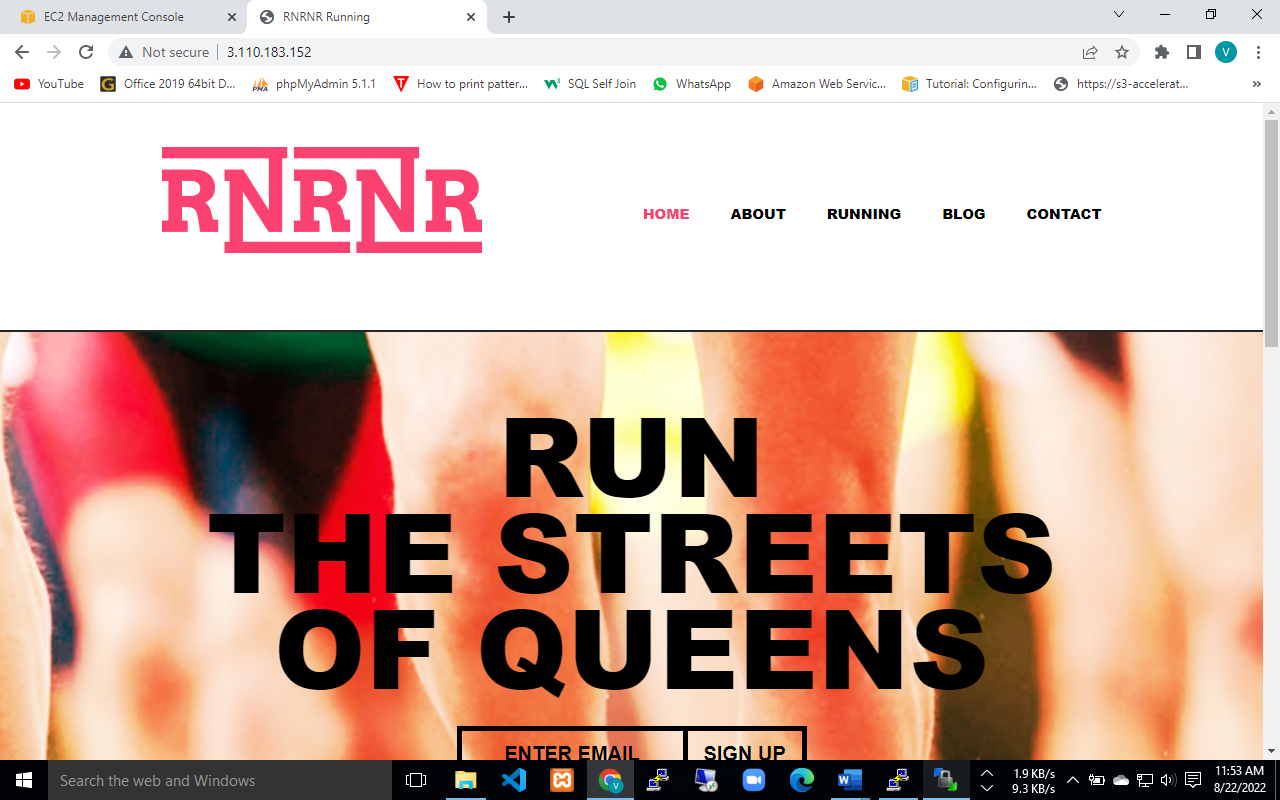 EC2 Management Console
RNRNR Running
Not secure
3.110.183.152
V
YouTube
Office 2019 64bit D...
phpMyAdmin 5.1.1
How to print patter...
SQL Self Join
WhatsApp
Amazon Web Servic...
Tutorial: Configurin...
https://s3-accelerat...
»
RNRNR
HOME
ABOUT
RUNNING
BLOG
CONTACT
RUN
THE STREETS
OF QUEENS
ENTER EMAIL
SIGN UP
Search the web and Windows
1.9 KB/s
9.3 KB/s
11:53 AM
8/22/2022